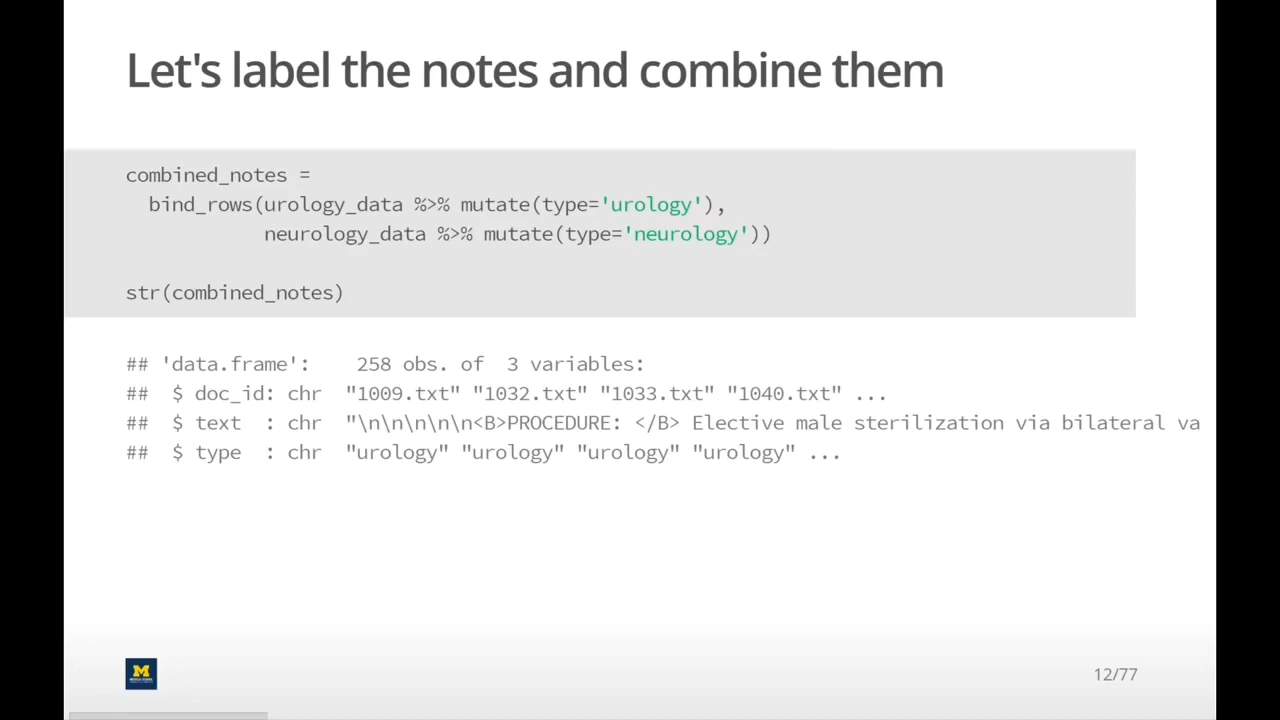 Let's label the notes and combine them
combined_notes =
  bind_rows(urology_data %>% mutate(type='urology'),
            neurology_data %>% mutate(type='neurology'))
str(combined_notes)
## 'data.frame':    258 obs. of  3 variables:
##  $ doc_id: chr  "1009.txt" "1032.txt" "1033.txt" "1040.txt" ...
##  $ text  : chr  "\n\n\n\n\n<B>PROCEDURE: </B> Elective male sterilization via bilateral va
##  $ type  : chr  "urology" "urology" "urology" "urology" ...
M
12/77